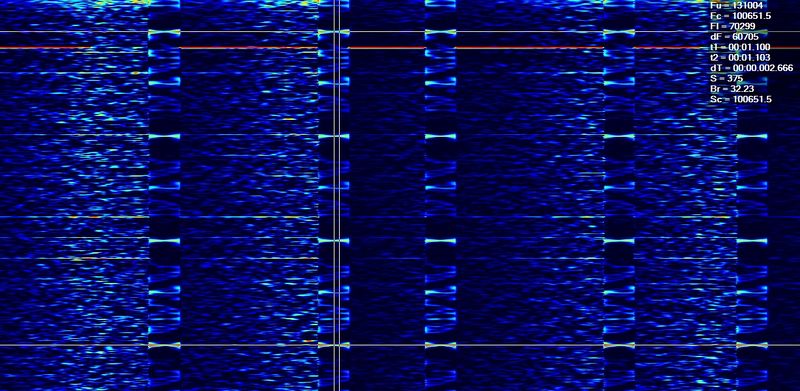 Fu = 131004
Fc = 100651.5
Fl = 70299
dF = 60705
t1 = 00:01.100
t2 = 00:01.103
dT = 00:00.002.666
S = 375
Br = 32.23
Sc = 100651.5